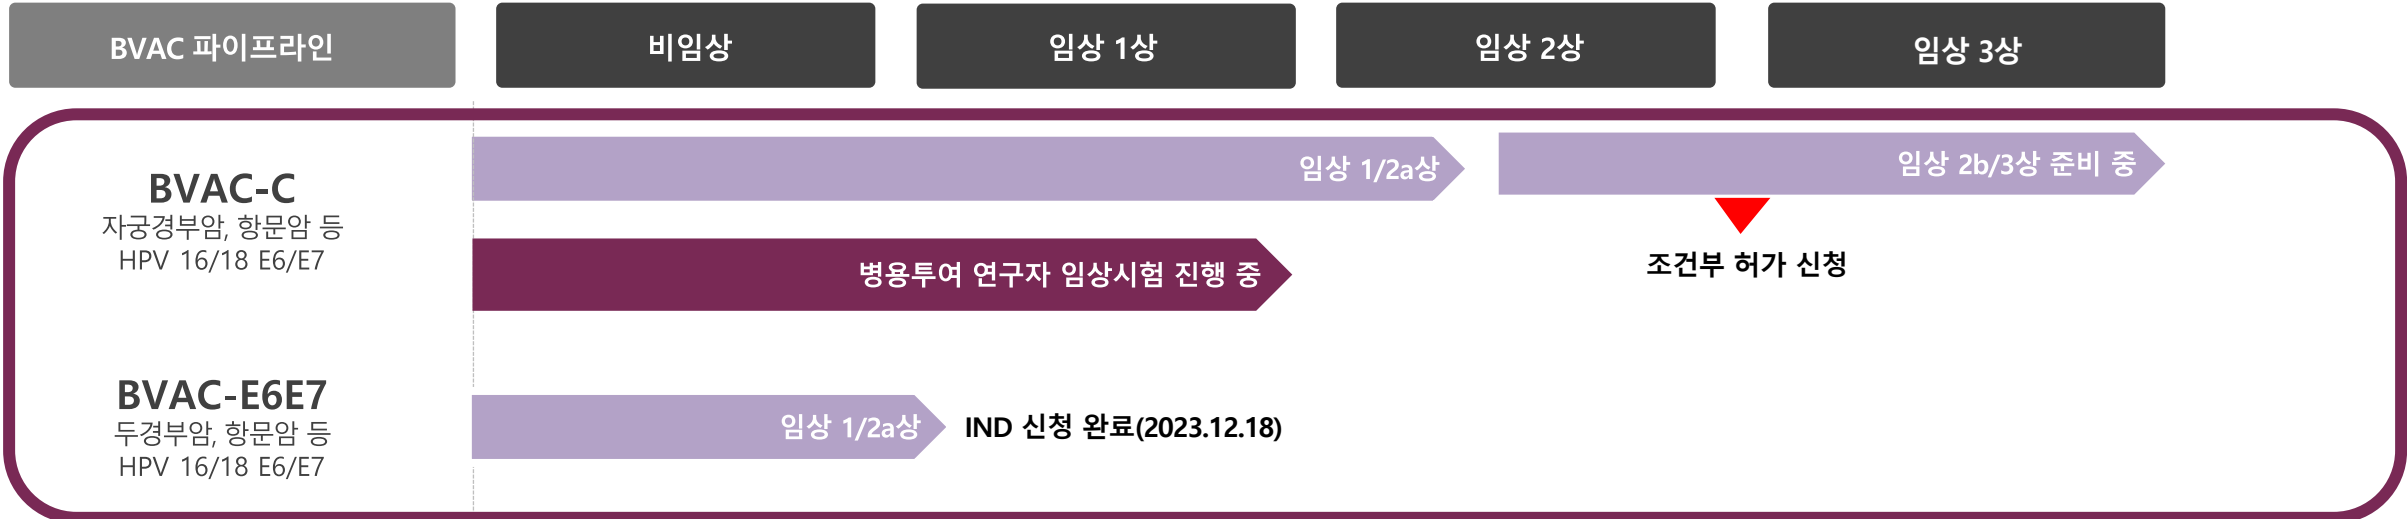 BVAC 파이프라인
비임상
임상 1상
임상 2상
임상 3상
BVAC-C
자궁경부암, 항문암 등
HPV 16/18 E6/E7
임상 1/2a상
임상 2b/3상 준비 중
조건부 허가 신청
병용투여 연구자 임상시험 진행 중
BVAC-E6E7
두경부암, 항문암 등
HPV 16/18 E6/E7
임상 1/2a상
IND 신청 완료(2023.12.18)